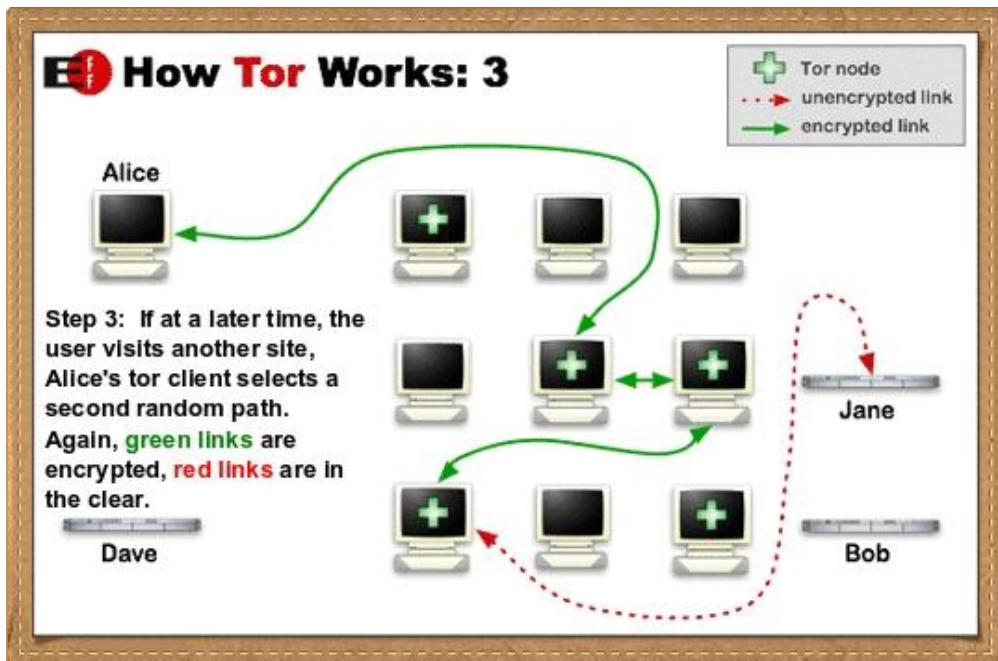 EFF How Tor Works: 3
Tor node
unencrypted link
encrypted link
Alice
Step 3: If at a later time, the
user visits another site,
Alice's tor client selects a
second random path.
Again, green links are
encrypted, red links are in
the clear.
Jane
Dave
Bob